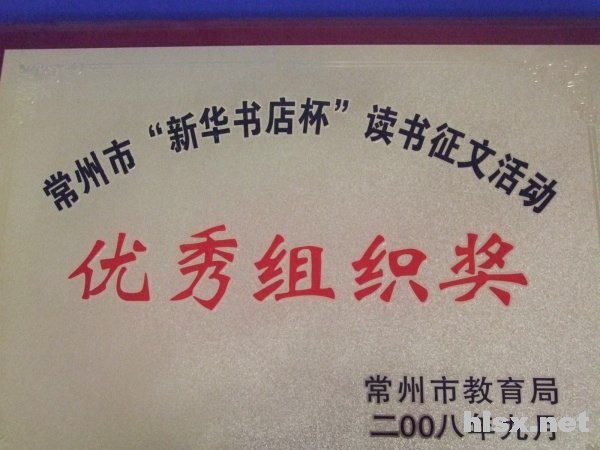 常州市“新华书店杯”读书征文活动
优秀组织奖
常州市教育局
二00八年九月
hlsx.net